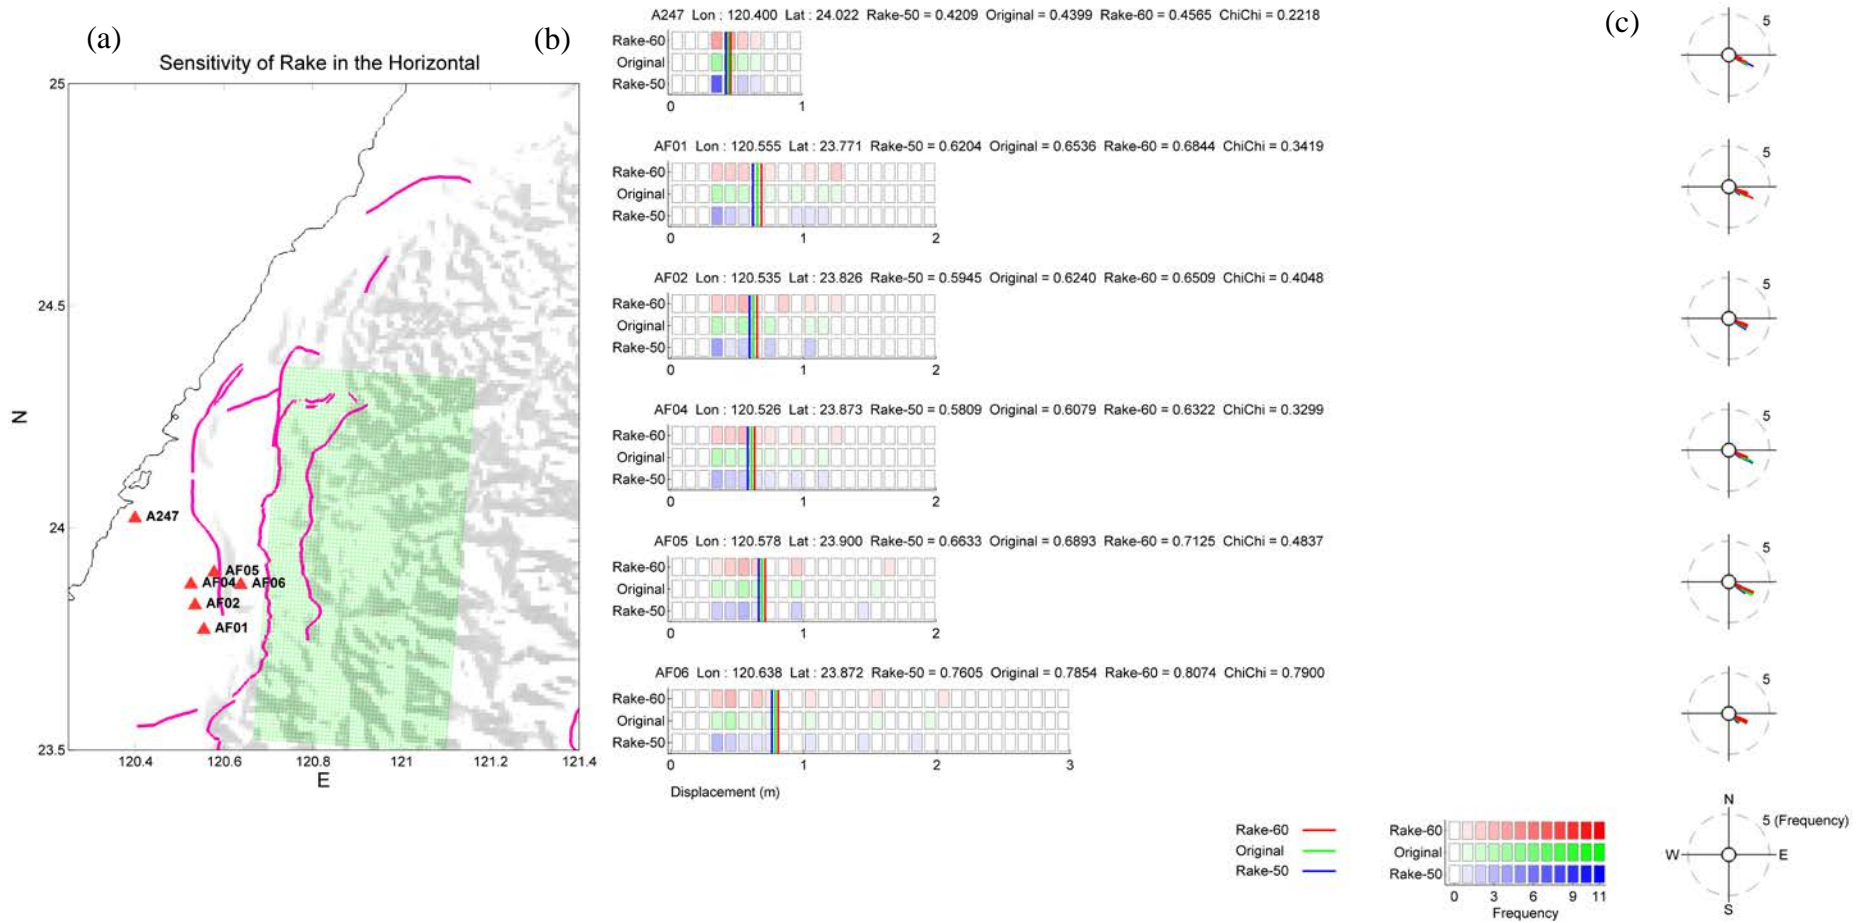 (a)
Sensitivity of Rake in the Horizontal
25
24.5
24
23.5
N
120.4 120.6 120.8 121 121.2 121.4
E
A247
AF05
AF04 AF06
AF02
AF01
(b)
A247 Lon : 120.400 Lat : 24.022 Rake-50 = 0.4209 Original = 0.4399 Rake-60 = 0.4565 ChiChi = 0.2218
Rake-60
Original
Rake-50
0 1
AF01 Lon : 120.555 Lat : 23.771 Rake-50 = 0.6204 Original = 0.6536 Rake-60 = 0.6844 ChiChi = 0.3419
Rake-60
Original
Rake-50
0 1 2
AF02 Lon : 120.535 Lat : 23.826 Rake-50 = 0.5945 Original = 0.6240 Rake-60 = 0.6509 ChiChi = 0.4048
Rake-60
Original
Rake-50
0 1 2
AF04 Lon : 120.526 Lat : 23.873 Rake-50 = 0.5809 Original = 0.6079 Rake-60 = 0.6322 ChiChi = 0.3299
Rake-60
Original
Rake-50
0 1 2
AF05 Lon : 120.578 Lat : 23.900 Rake-50 = 0.6633 Original = 0.6893 Rake-60 = 0.7125 ChiChi = 0.4837
Rake-60
Original
Rake-50
0 1 2
AF06 Lon : 120.638 Lat : 23.872 Rake-50 = 0.7605 Original = 0.7854 Rake-60 = 0.8074 ChiChi = 0.7900
Rake-60
Original
Rake-50
0 1 2 3
Displacement (m)
Rake-60
Original
Rake-50
Rake-60
Original
Rake-50
0 3 6 9 11
Frequency
(c)
5
5
5
5
5
5
N
5 (Frequency)
W E
S